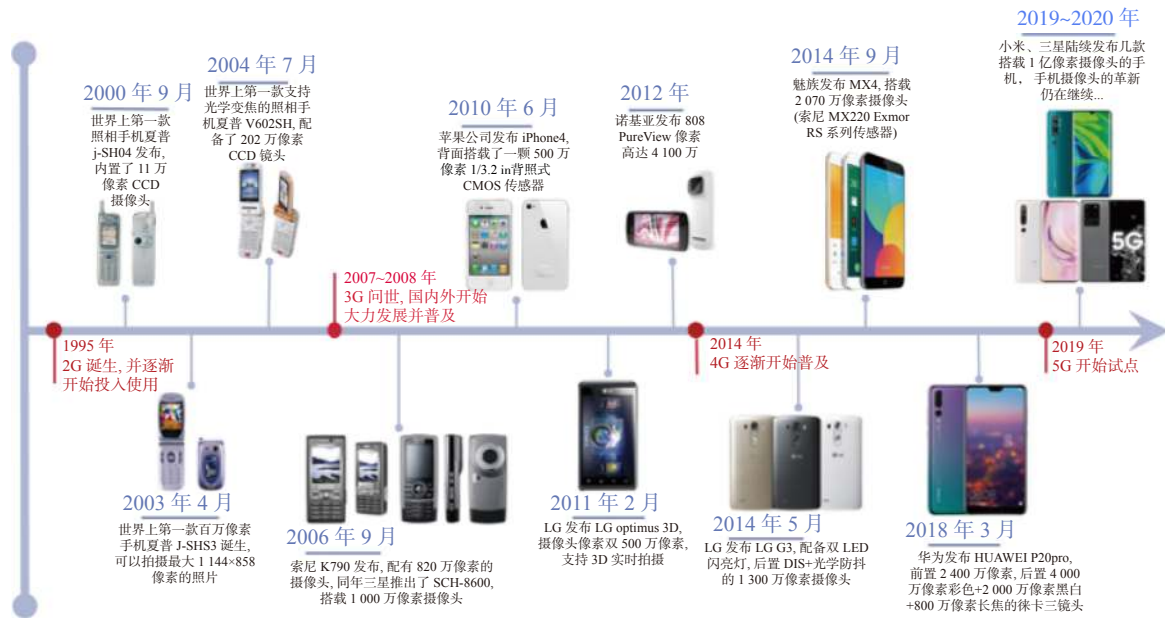 2000 年 9 月
世界上第一款
照相手机夏普
j-SH04 发布,
内置了 11 万
像素 CCD
摄像头
2004 年 7 月
世界上第一款支持
光学变焦的照相手
机夏普 V602SH, 配
备了 202 万像素
CCD 镜头
2010 年 6 月
苹果公司发布 iPhone4,
背面搭载了一颗 500 万
像素 1/3.2 in背照式
CMOS 传感器
2012 年
诺基亚发布 808
PureView 像素
高达 4 100 万
2014 年 9 月
魅族发布 MX4, 搭载
2 070 万像素摄像头
(索尼 MX220 Exmor
RS 系列传感器)
2019~2020 年
小米、三星陆续发布几款
搭载 1 亿像素摄像头的手
机， 手机摄像头的革新
仍在继续...
5G
1995 年
2G 诞生, 并逐渐
开始投入使用
2007~2008 年
3G 问世, 国内外开始
大力发展并普及
2014 年
4G 逐渐开始普及
2019 年
5G 开始试点
2003 年 4 月
世界上第一款百万像素
手机夏普 J-SHS3 诞生,
可以拍摄最大 1 144×858
像素的照片
2006 年 9 月
索尼 K790 发布, 配有 820 万像素的
摄像头, 同年三星推出了 SCH-8600,
搭载 1 000 万像素摄像头
2011 年 2 月
LG 发布 LG optimus 3D,
摄像头像素双 500 万像素,
支持 3D 实时拍摄
2014 年 5 月
LG 发布 LG G3, 配备双 LED
闪亮灯, 后置 DIS+光学防抖
的 1 300 万像素摄像头
2018 年 3 月
华为发布 HUAWEI P20pro,
前置 2 400 万像素, 后置 4 000
万像素彩色+2 000 万像素黑白
+800 万像素长焦的徕卡三镜头